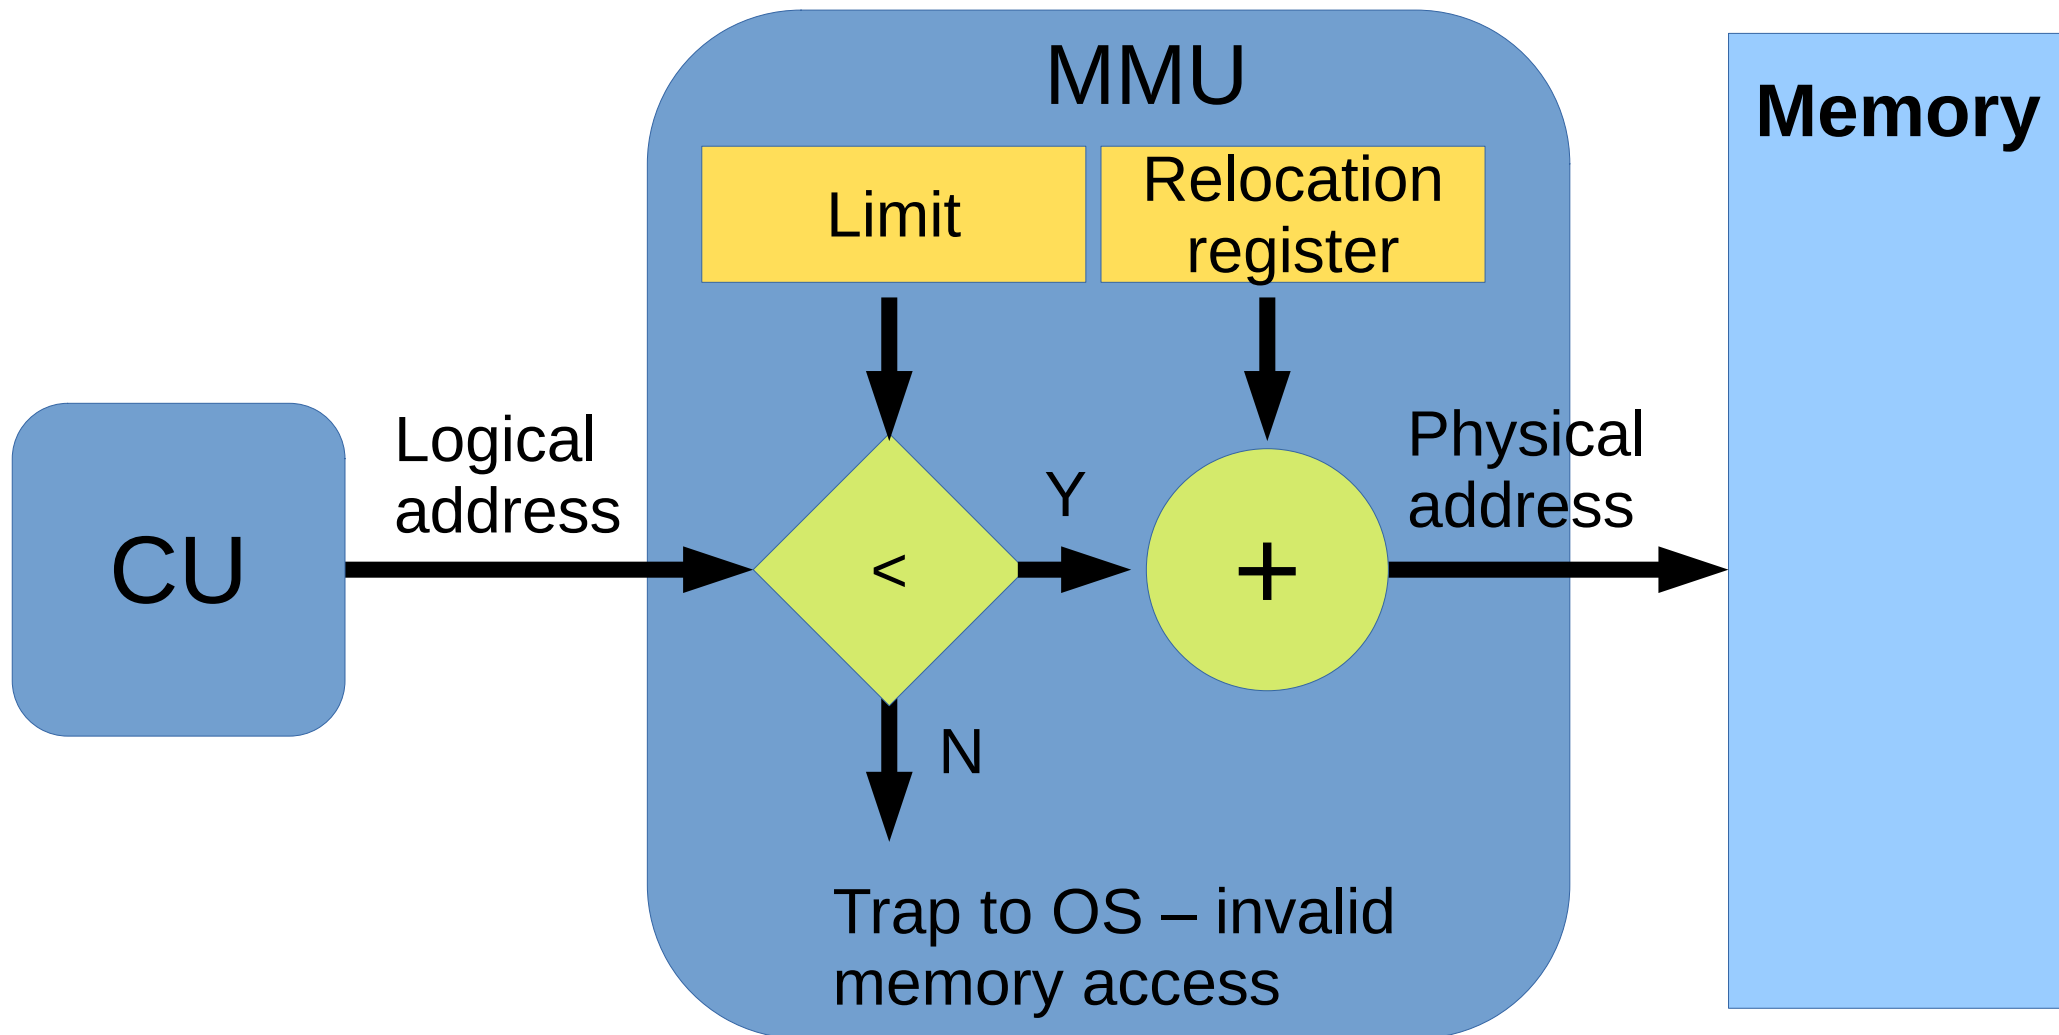 MMU
Memory
Limit
Relocation
register
Logical
address
Physical
address
Y
CU
<
+
N
Trap to OS – invalid
memory access